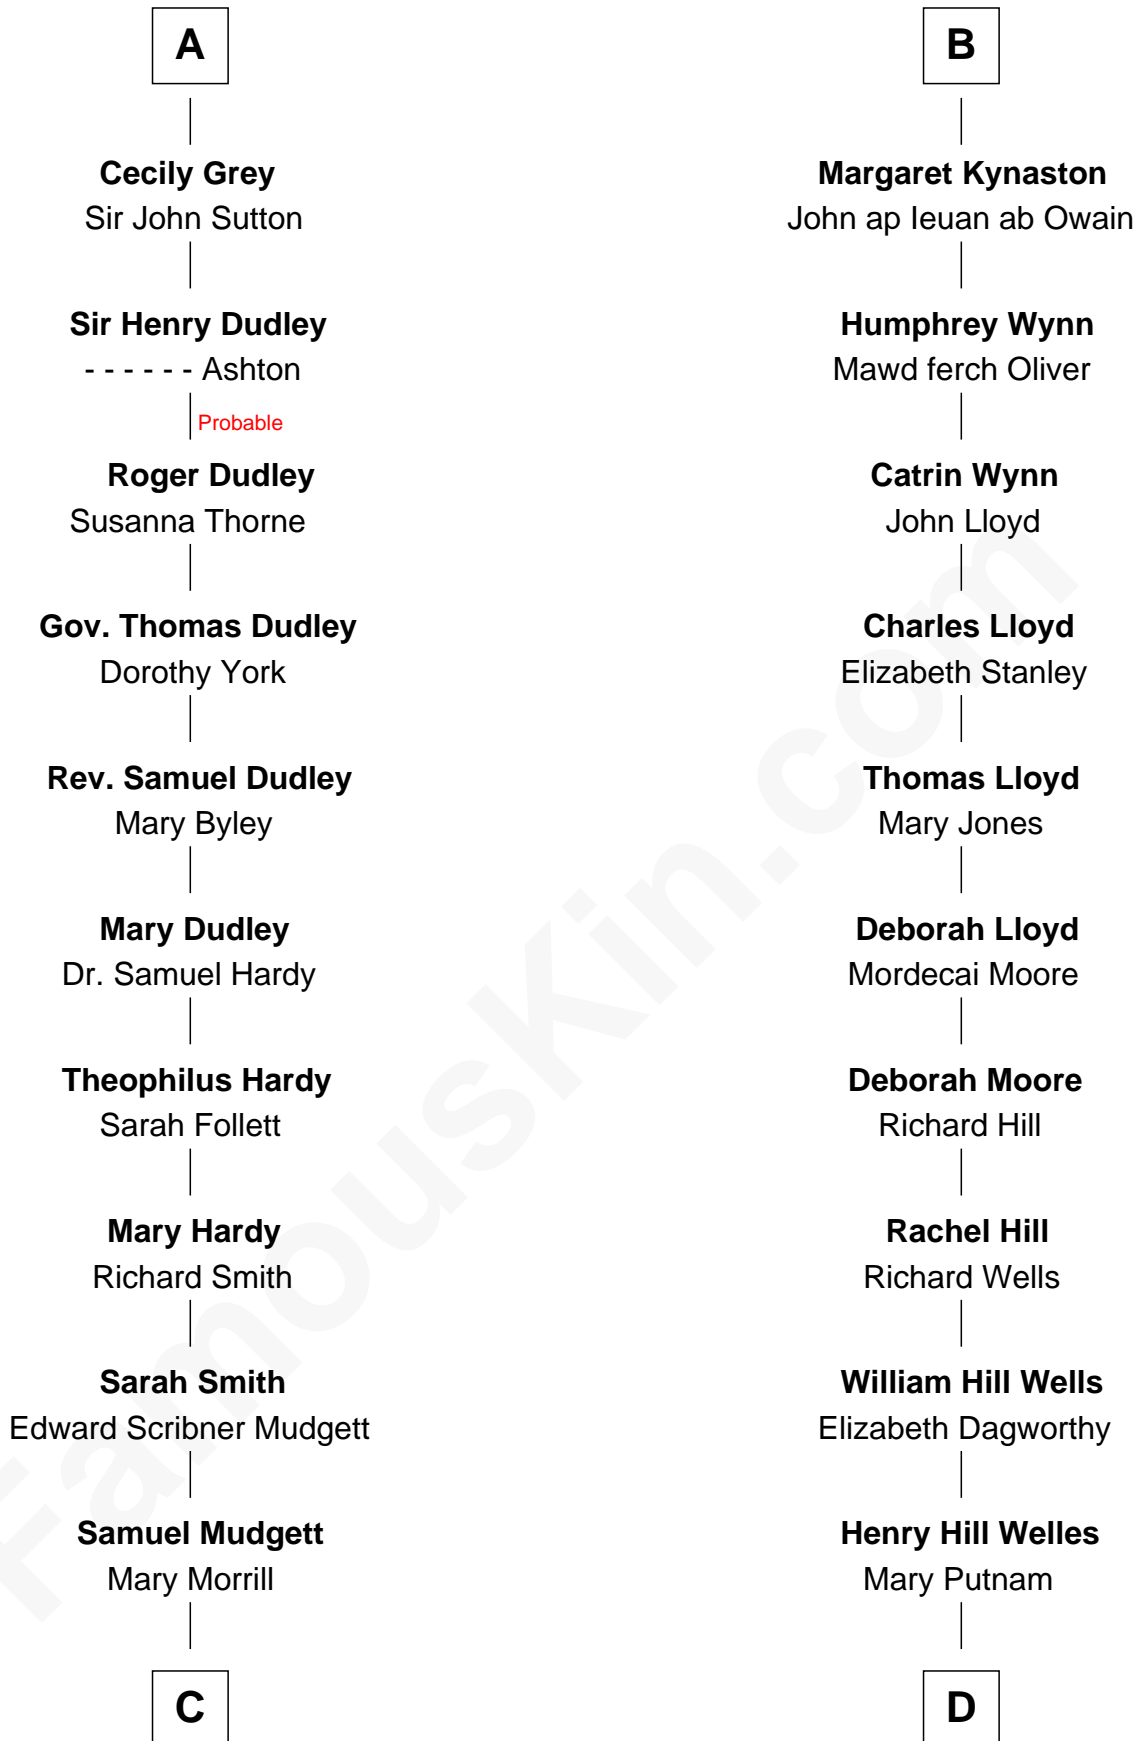 A
Cecily Grey
Sir John Sutton
Sir Henry Dudley
- - - - - - Ashton
Probable
Roger Dudley
Susanna Thorne
Gov. Thomas Dudley
Dorothy York
Rev. Samuel Dudley
Mary Byley
Mary Dudley
Dr. Samuel Hardy
Theophilus Hardy
Sarah Follett
Mary Hardy
Richard Smith
Sarah Smith
Edward Scribner Mudgett
Samuel Mudgett
Mary Morrill
C
B
Margaret Kynaston
John ap Ieuan ab Owain
Humphrey Wynn
Mawd ferch Oliver
Catrin Wynn
John Lloyd
Charles Lloyd
Elizabeth Stanley
Thomas Lloyd
Mary Jones
Deborah Lloyd
Mordecai Moore
Deborah Moore
Richard Hill
Rachel Hill
Richard Wells
William Hill Wells
Elizabeth Dagworthy
Henry Hill Welles
Mary Putnam
D
FamousKin.com